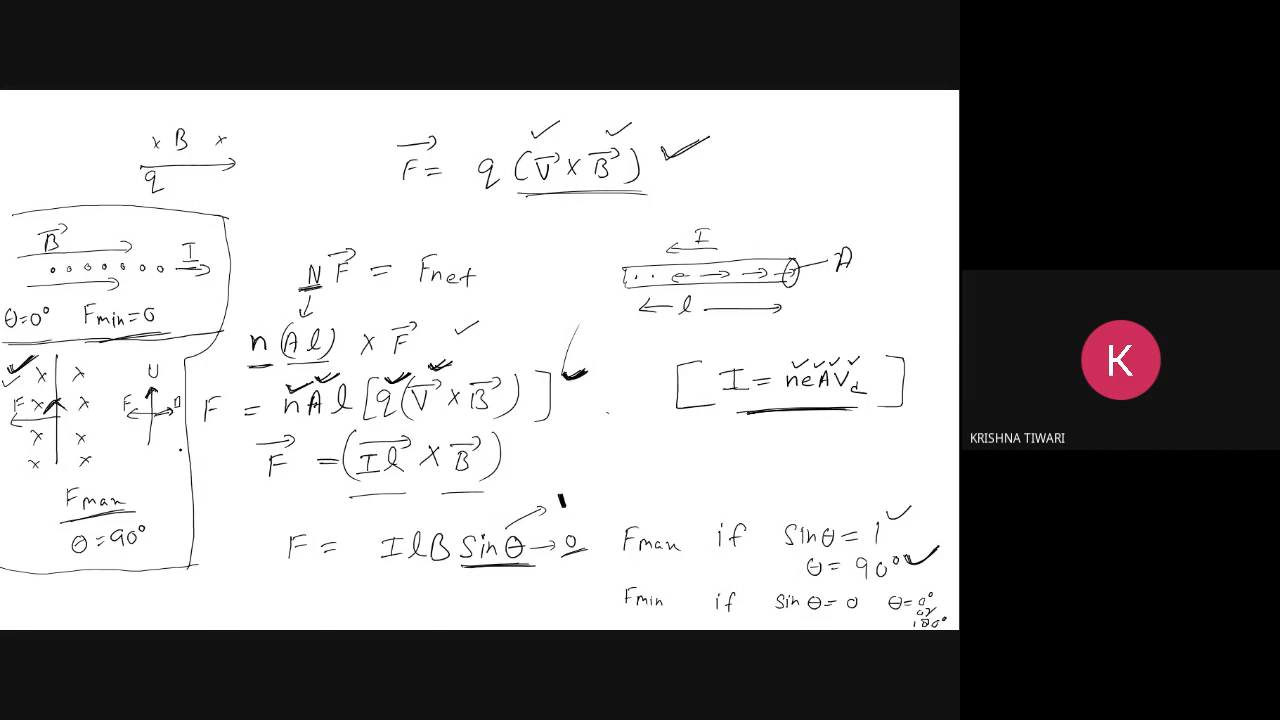 x B x
q
F⃗ = q (V⃗ × B⃗)
B⃗
I
θ=0° Fmin=0
N F⃗ = Fnet
I
A
e
l
n (Al) × F⃗
F = nAl [q(V⃗ × B⃗)]
[ I = neAVd ]
F⃗ = (Il⃗ × B⃗)
x x
F x x
x x
x x
U
F
Fmax
θ=90°
F = IlB Sinθ → 0
Fmax if Sinθ = 1
θ = 90°
Fmin if Sinθ = 0 θ=0°
or
180°
K
KRISHNA TIWARI